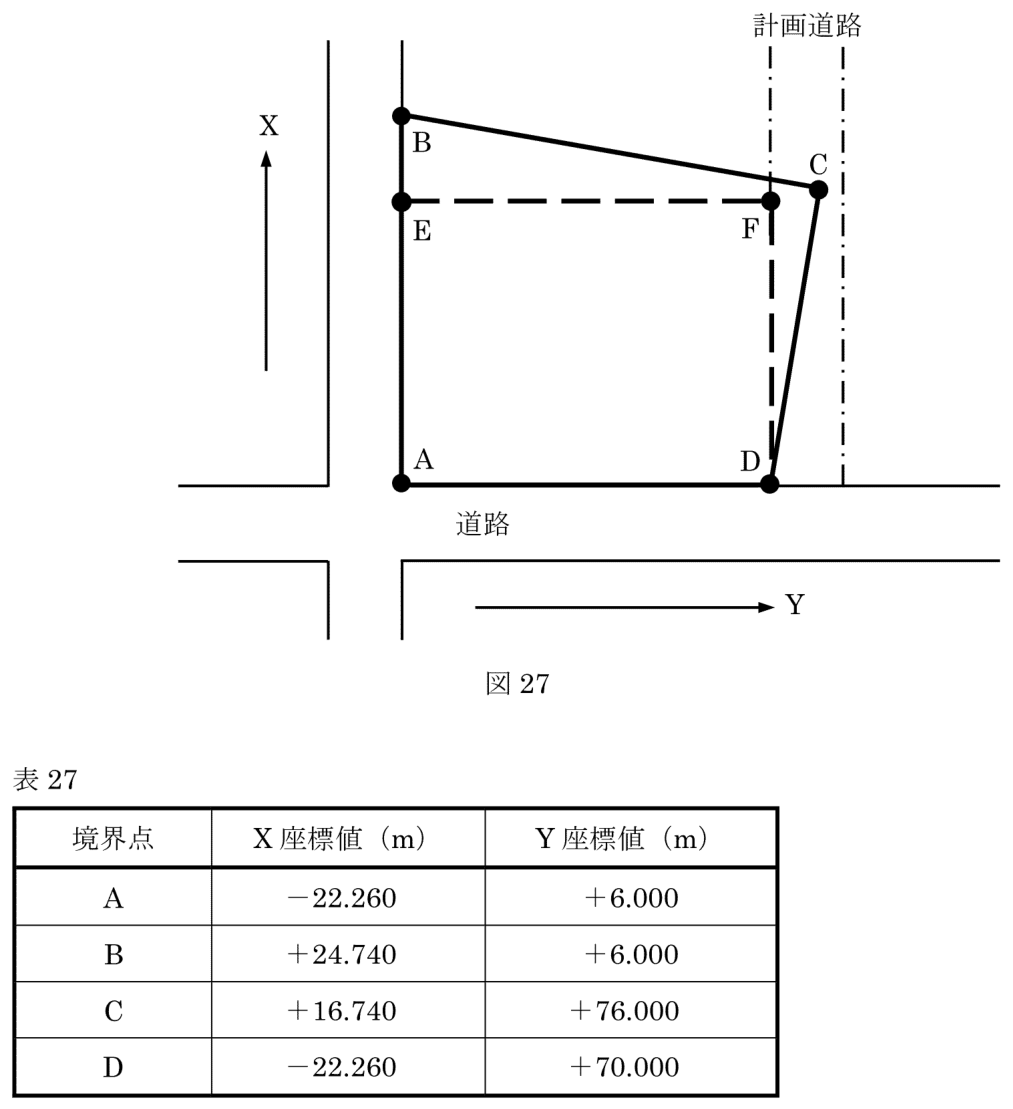 計画道路
X
B
C
E
F
A
D
道路
Y
図 27
表 27
境界点 X 座標値（m） Y 座標値（m）
A －22.260 ＋6.000
B ＋24.740 ＋6.000
C ＋16.740 ＋76.000
D －22.260 ＋70.000